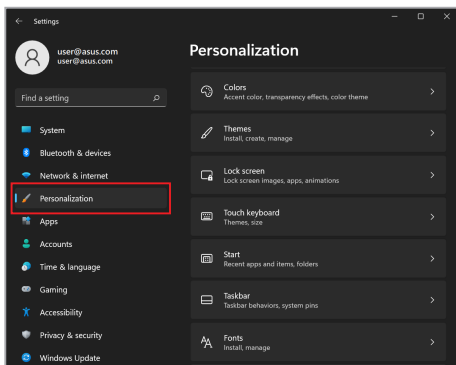 Settings
user@asus.com
user@asus.com
Find a setting
System
Bluetooth & devices
Network & internet
Personalization
Apps
Accounts
Time & language
Gaming
Accessibility
Privacy & security
Windows Update
Personalization
Colors
Accent color, transparency effects, color theme
Themes
Install, create, manage
Lock screen
Lock screen images, apps, animations
Touch keyboard
Themes, size
Start
Recent apps and items, folders
Taskbar
Taskbar behaviors, system pins
Fonts
Install, manage